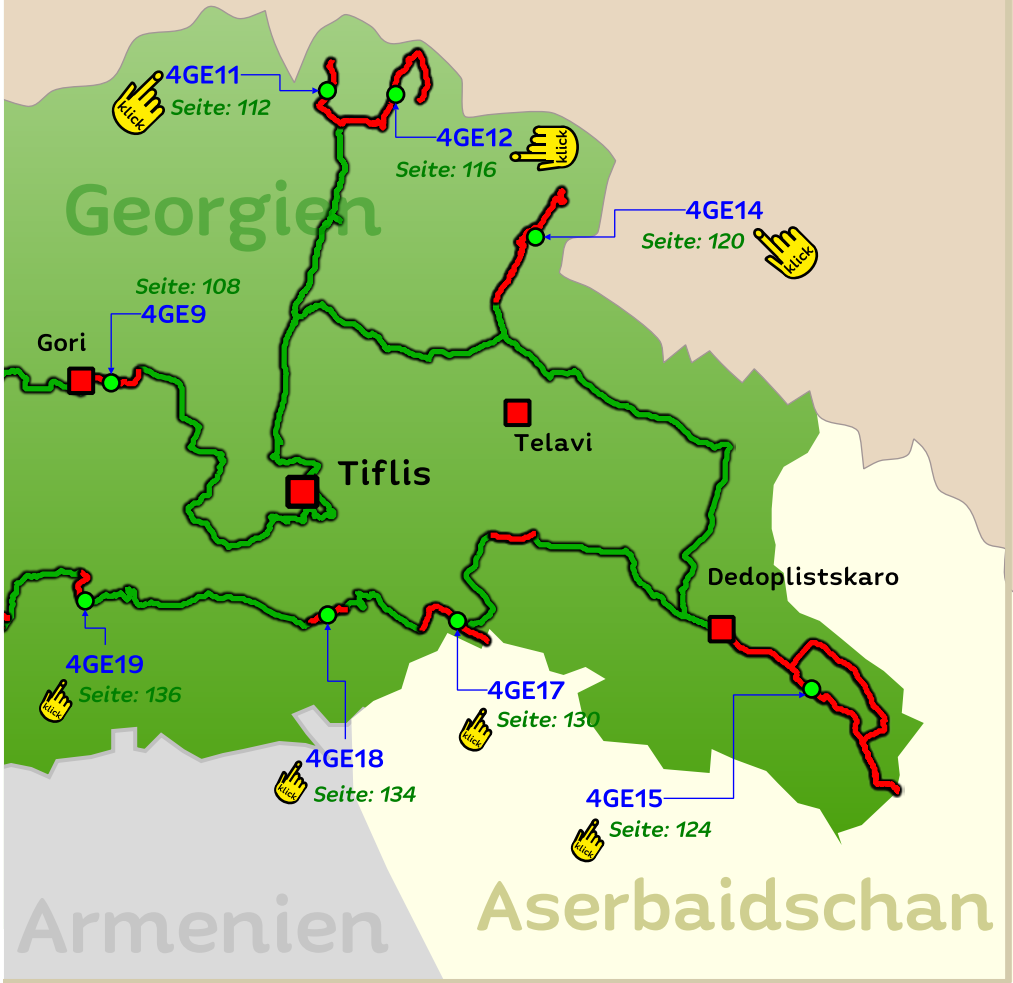 4GE11
klick
Seite: 112
4GE12
klick
Seite: 116
Georgien
4GE14
Seite: 120
klick
Seite: 108
4GE9
Gori
Telavi
Tiflis
Dedoplistskaro
4GE19
Seite: 136
klick
4GE17
Seite: 130
klick
4GE18
klick
Seite: 134
4GE15
Seite: 124
klick
Armenien
Aserbaidschan